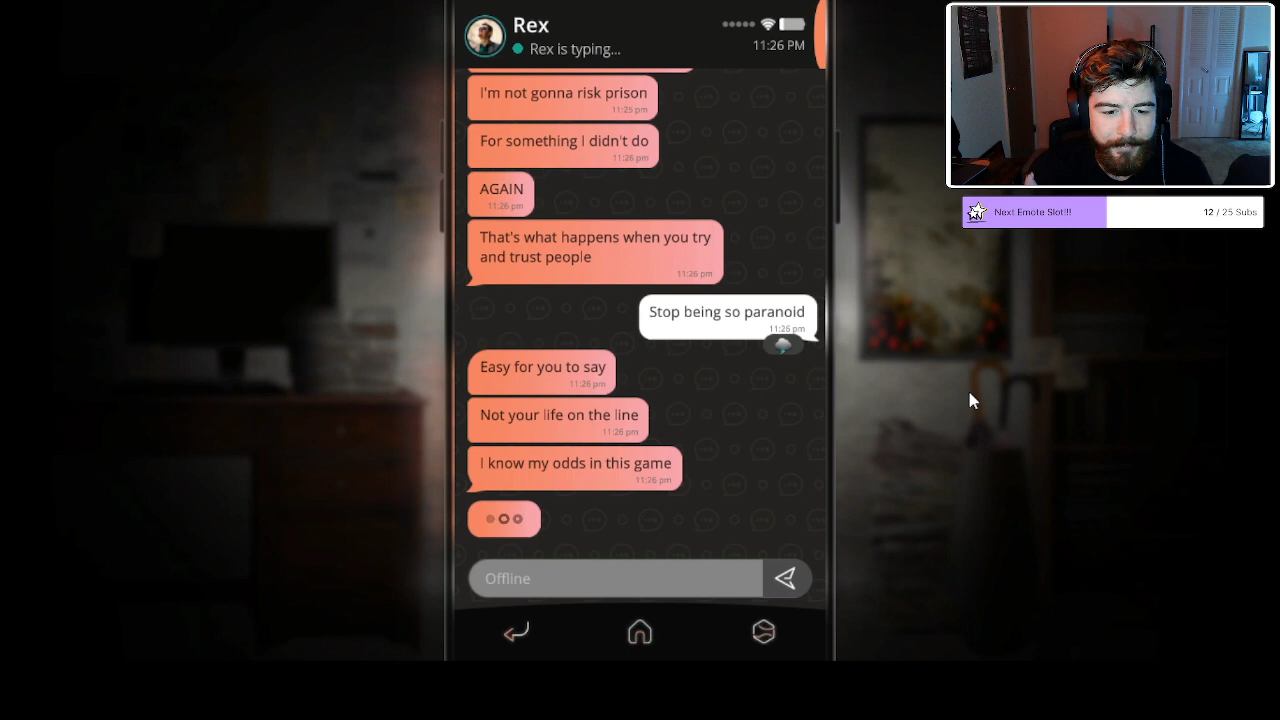 Rex
Rex is typing...
11:26 PM
I'm not gonna risk prison
11:25 pm
For something I didn't do
11:26 pm
AGAIN
11:26 pm
That's what happens when you try
and trust people
11:26 pm
Stop being so paranoid
11:26 pm
Easy for you to say
11:26 pm
Not your life on the line
11:26 pm
I know my odds in this game
11:26 pm
Offline
Next Emote Slot!!!
12 / 25 Subs